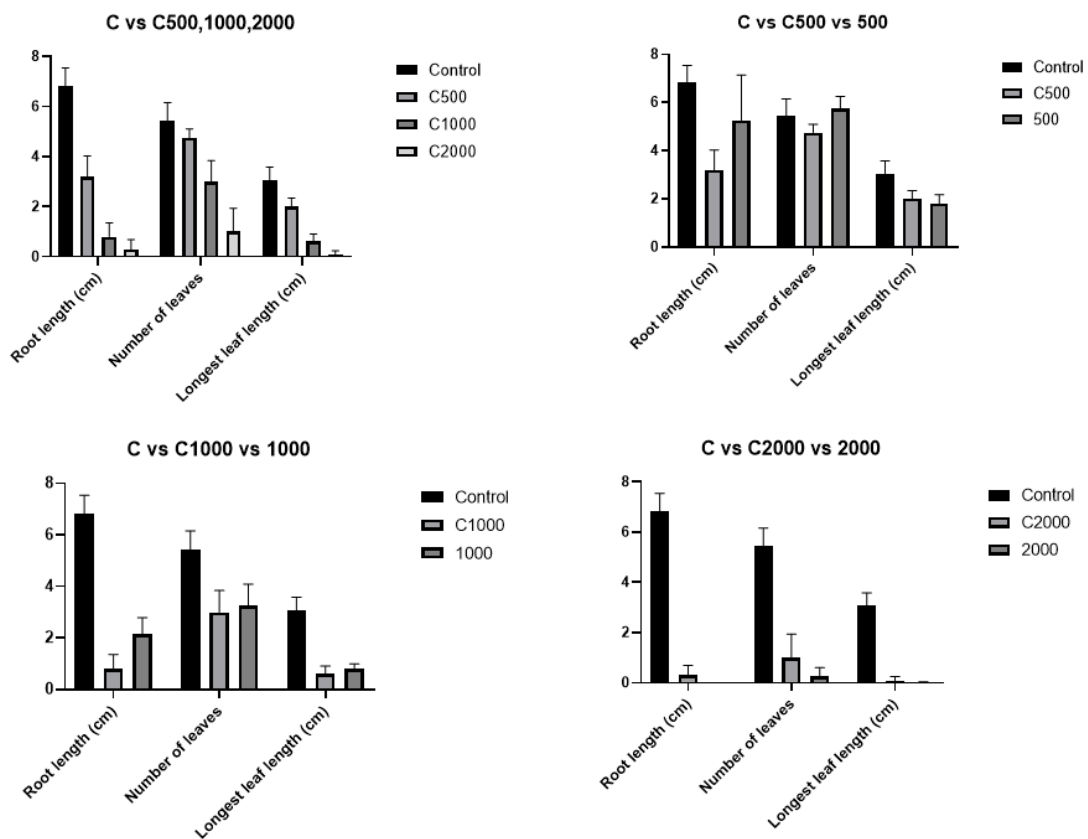 C vs C500,1000,2000
8
6
4
2
0
Root length (cm)
Number of leaves
Longest leaf length (cm)
Control
C500
C1000
C2000
C vs C500 vs 500
8
6
4
2
0
Root length (cm)
Number of leaves
Longest leaf length (cm)
Control
C500
500
C vs C1000 vs 1000
8
6
4
2
0
Root length (cm)
Number of leaves
Longest leaf length (cm)
Control
C1000
1000
C vs C2000 vs 2000
8
6
4
2
0
Root length (cm)
Number of leaves
Longest leaf length (cm)
Control
C2000
2000